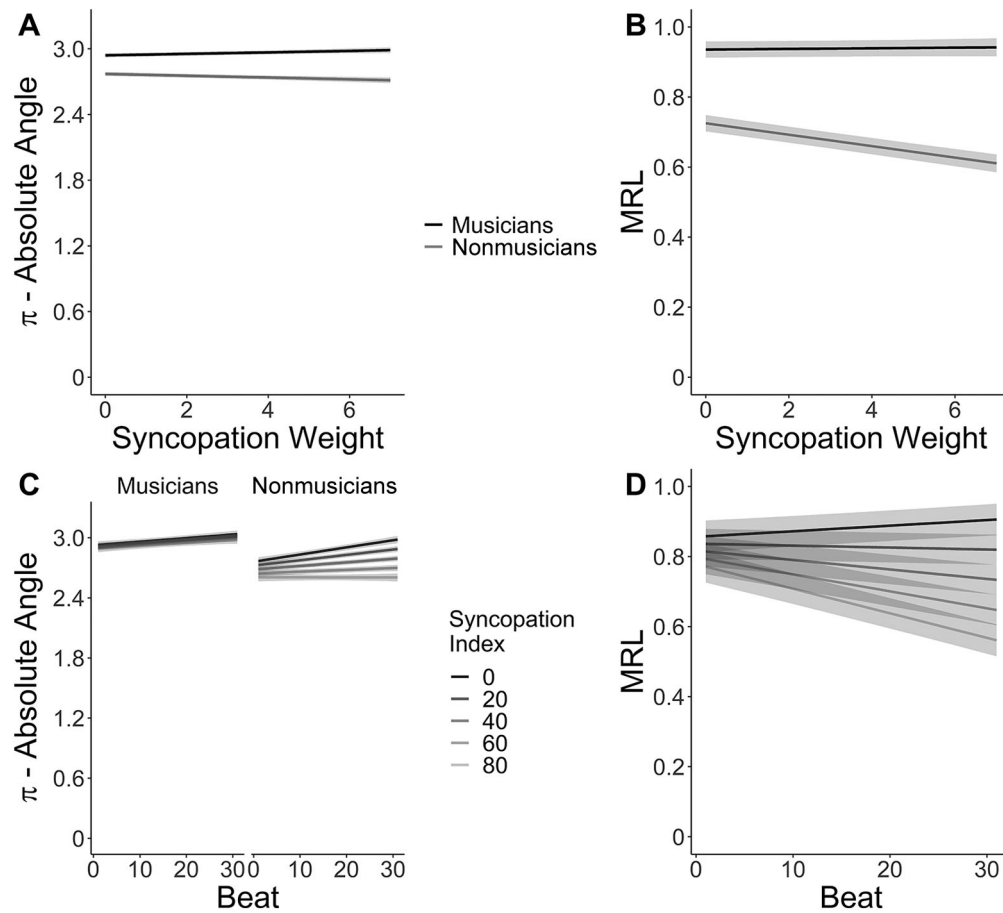 A
π - Absolute Angle
3.0
2.4
1.8
1.2
0.6
0
0 2 4 6
Syncopation Weight
Musicians
Nonmusicians
B
MRL
1.0
0.8
0.6
0.4
0.2
0
0 2 4 6
Syncopation Weight
C
Musicians Nonmusicians
π - Absolute Angle
3.0
2.4
1.8
1.2
0.6
0
0 10 20 30 0 10 20 30
Beat
Syncopation
Index
0
20
40
60
80
D
MRL
1.0
0.8
0.6
0.4
0.2
0
10 20 30
Beat